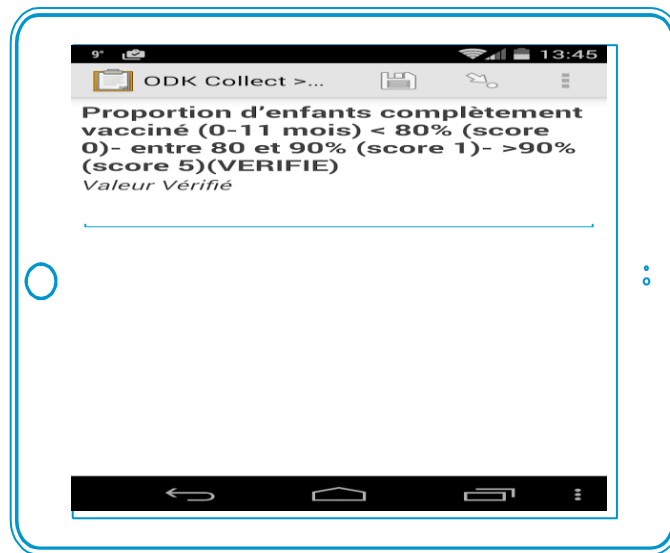 9° 13:45
ODK Collect >...
Proportion d’enfants complètement
vacciné (0-11 mois) < 80% (score
0)- entre 80 et 90% (score 1)- >90%
(score 5)(VERIFIE)
Valeur Vérifié